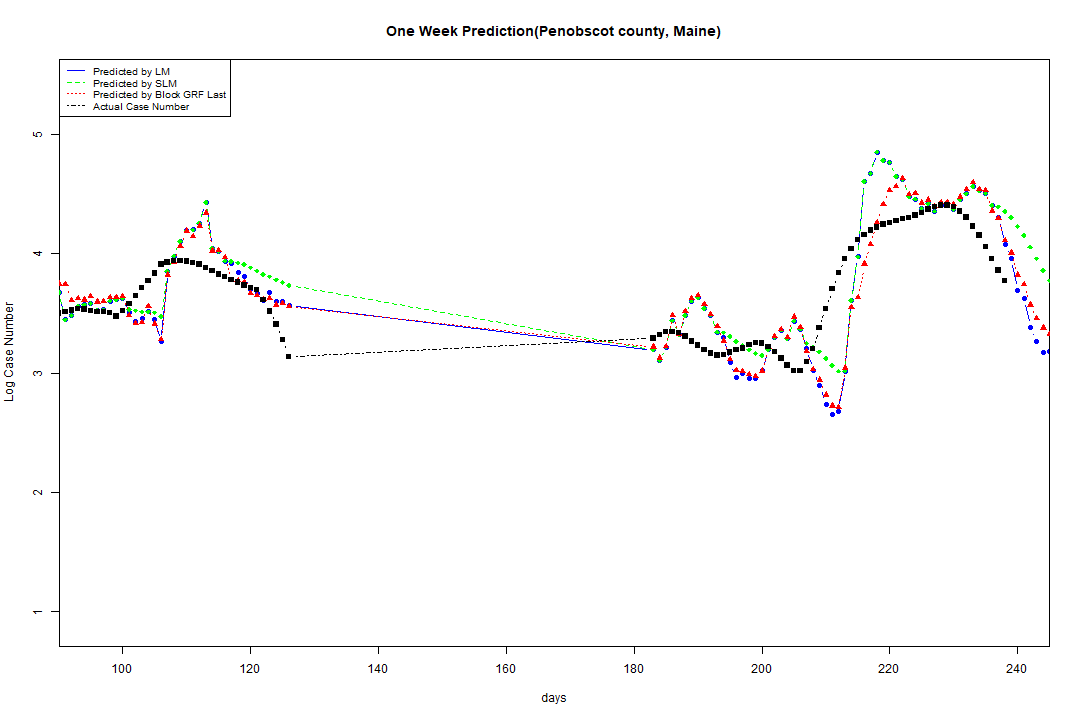 One Week Prediction(Penobscot county, Maine)
Predicted by LM
Predicted by SLM
Predicted by Block GRF Last
Actual Case Number
5
4
3
2
1
Log Case Number
100 120 140 160 180 200 220 240
days